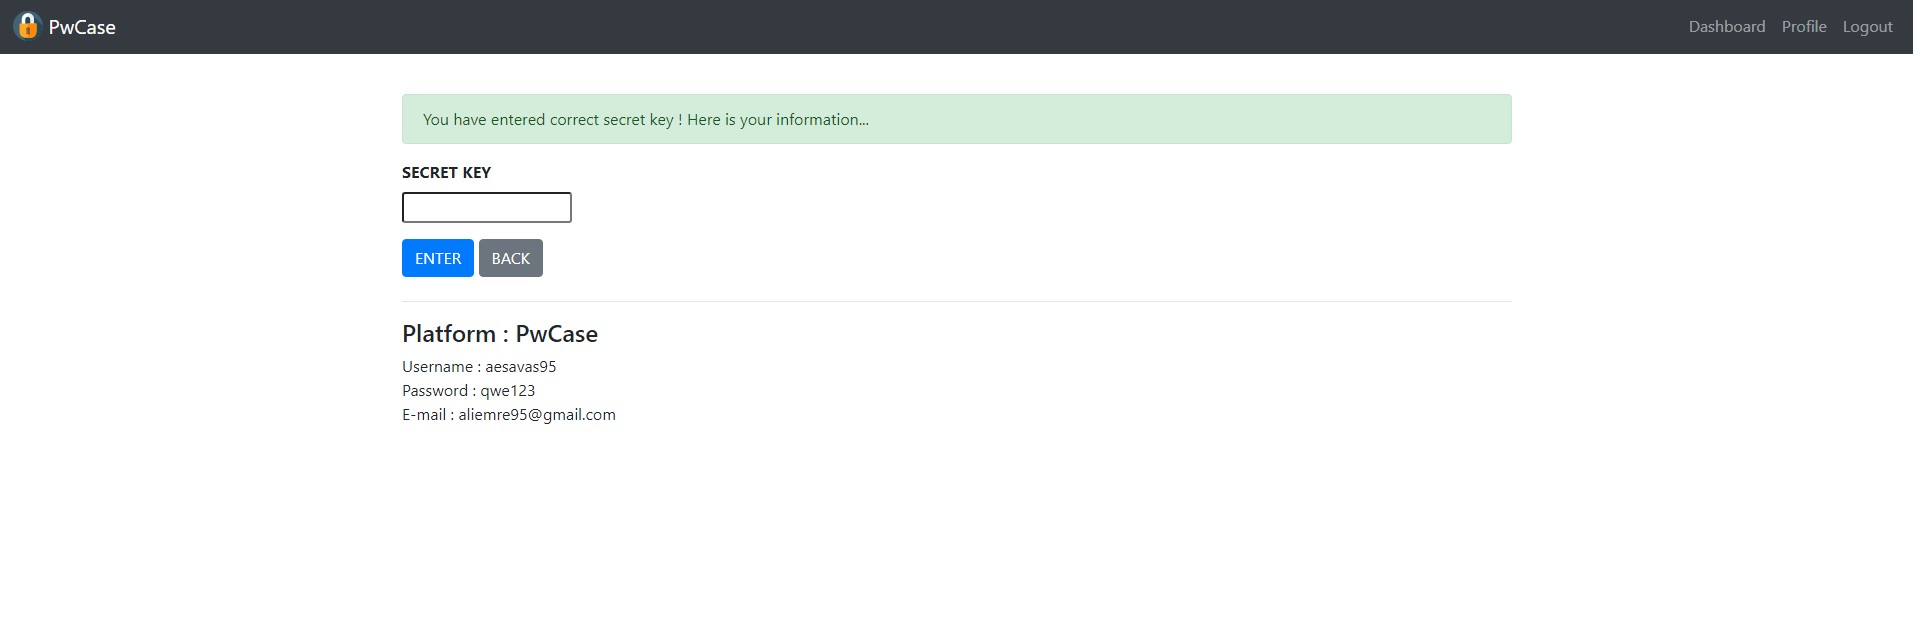 PwCase Dashboard Profile Logout
You have entered correct secret key ! Here is your information...
SECRET KEY
ENTER BACK
Platform : PwCase
Username : aesavas95
Password : qwe123
E-mail : aliemre95@gmail.com